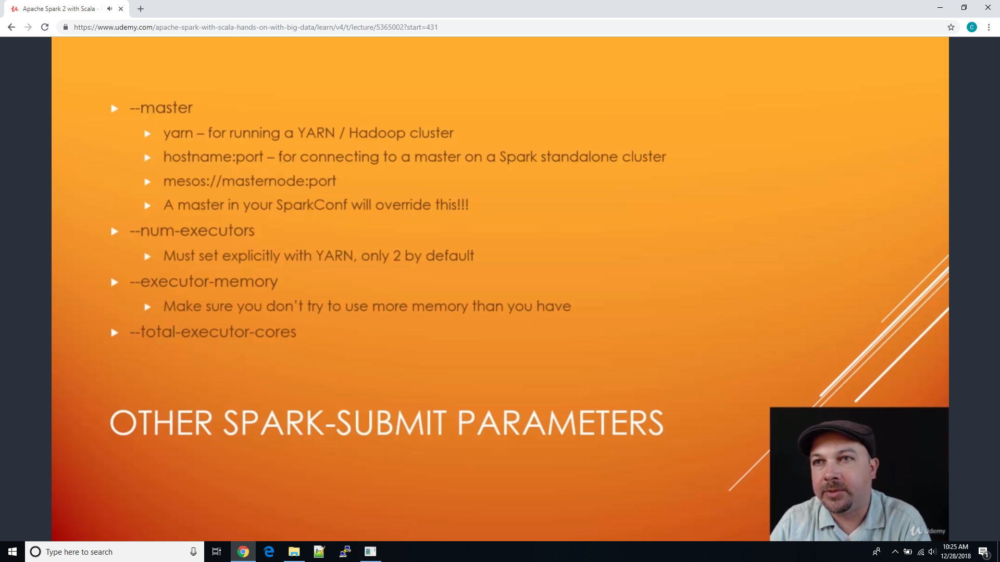 Apache Spark 2 with Scala -
https://www.udemy.com/apache-spark-with-scala-hands-on-with-big-data/learn/v4/t/lecture/5365002?start=431
C
--master
yarn – for running a YARN / Hadoop cluster
hostname:port – for connecting to a master on a Spark standalone cluster
mesos://masternode:port
A master in your SparkConf will override this!!!
--num-executors
Must set explicitly with YARN, only 2 by default
--executor-memory
Make sure you don't try to use more memory than you have
--total-executor-cores
OTHER SPARK-SUBMIT PARAMETERS
Udemy
Type here to search
10:25 AM
12/28/2018
1